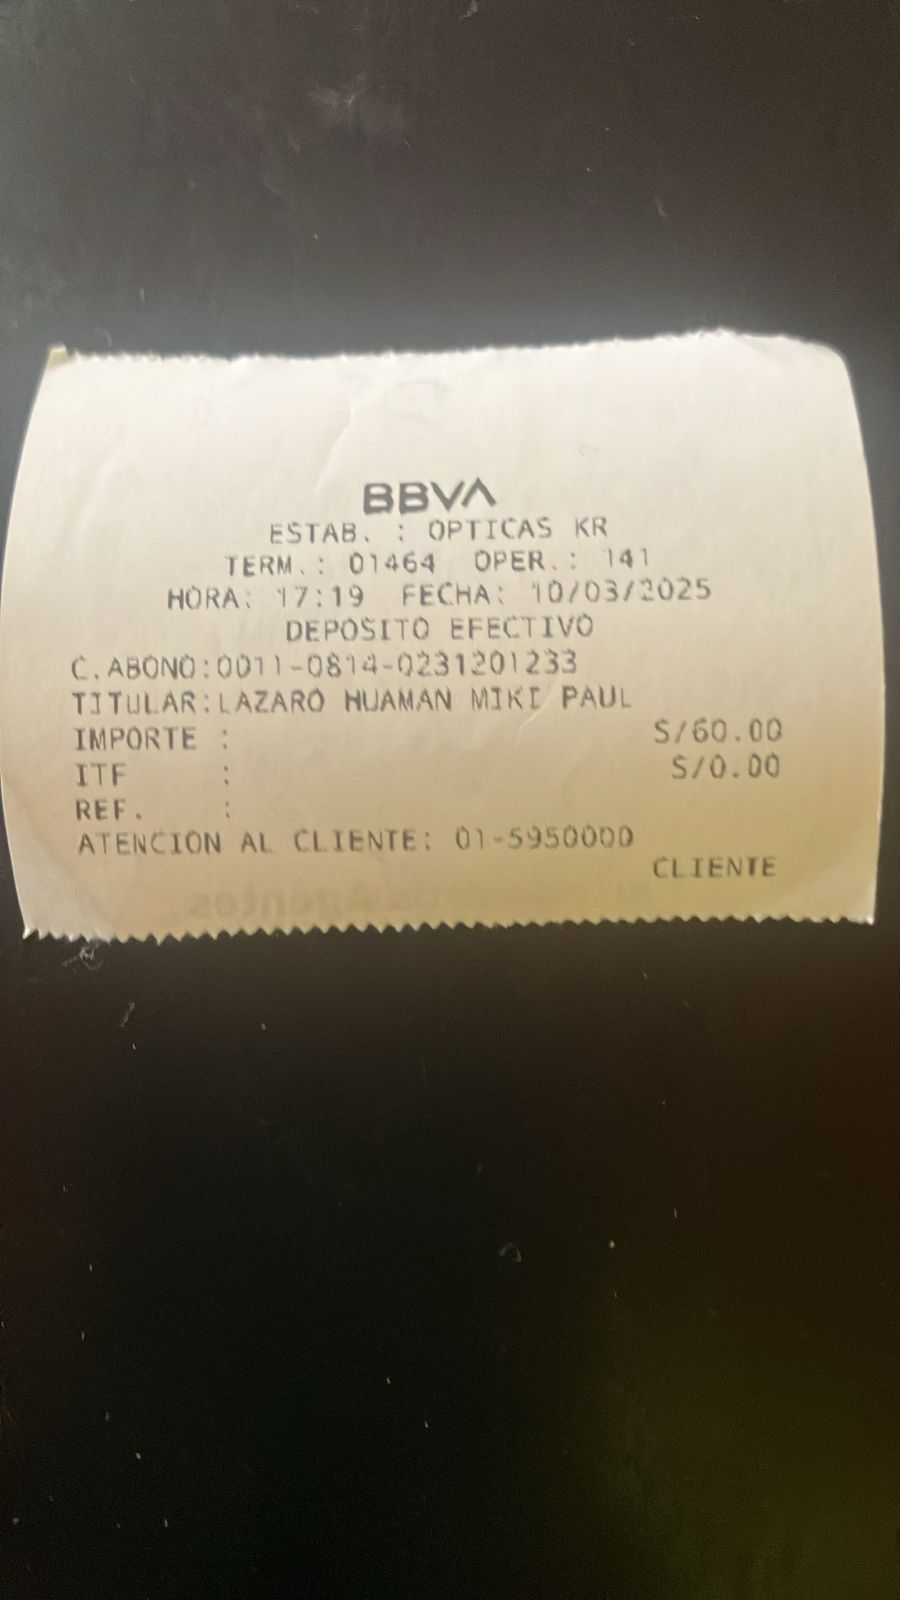 BBVA
ESTAB. : OPTICAS KR
TERM.: 01464 OPER.: 141
HORA: 17:19 FECHA: 10/03/2025
DEPOSITO EFECTIVO
C.ABONO:0011-0814-0231201233
TITULAR:LAZARO HUAMAN MIKI PAUL
IMPORTE : S/60.00
ITF : S/0.00
REF. :
ATENCION AL CLIENTE: 01-5950000
CLIENTE
Agentes